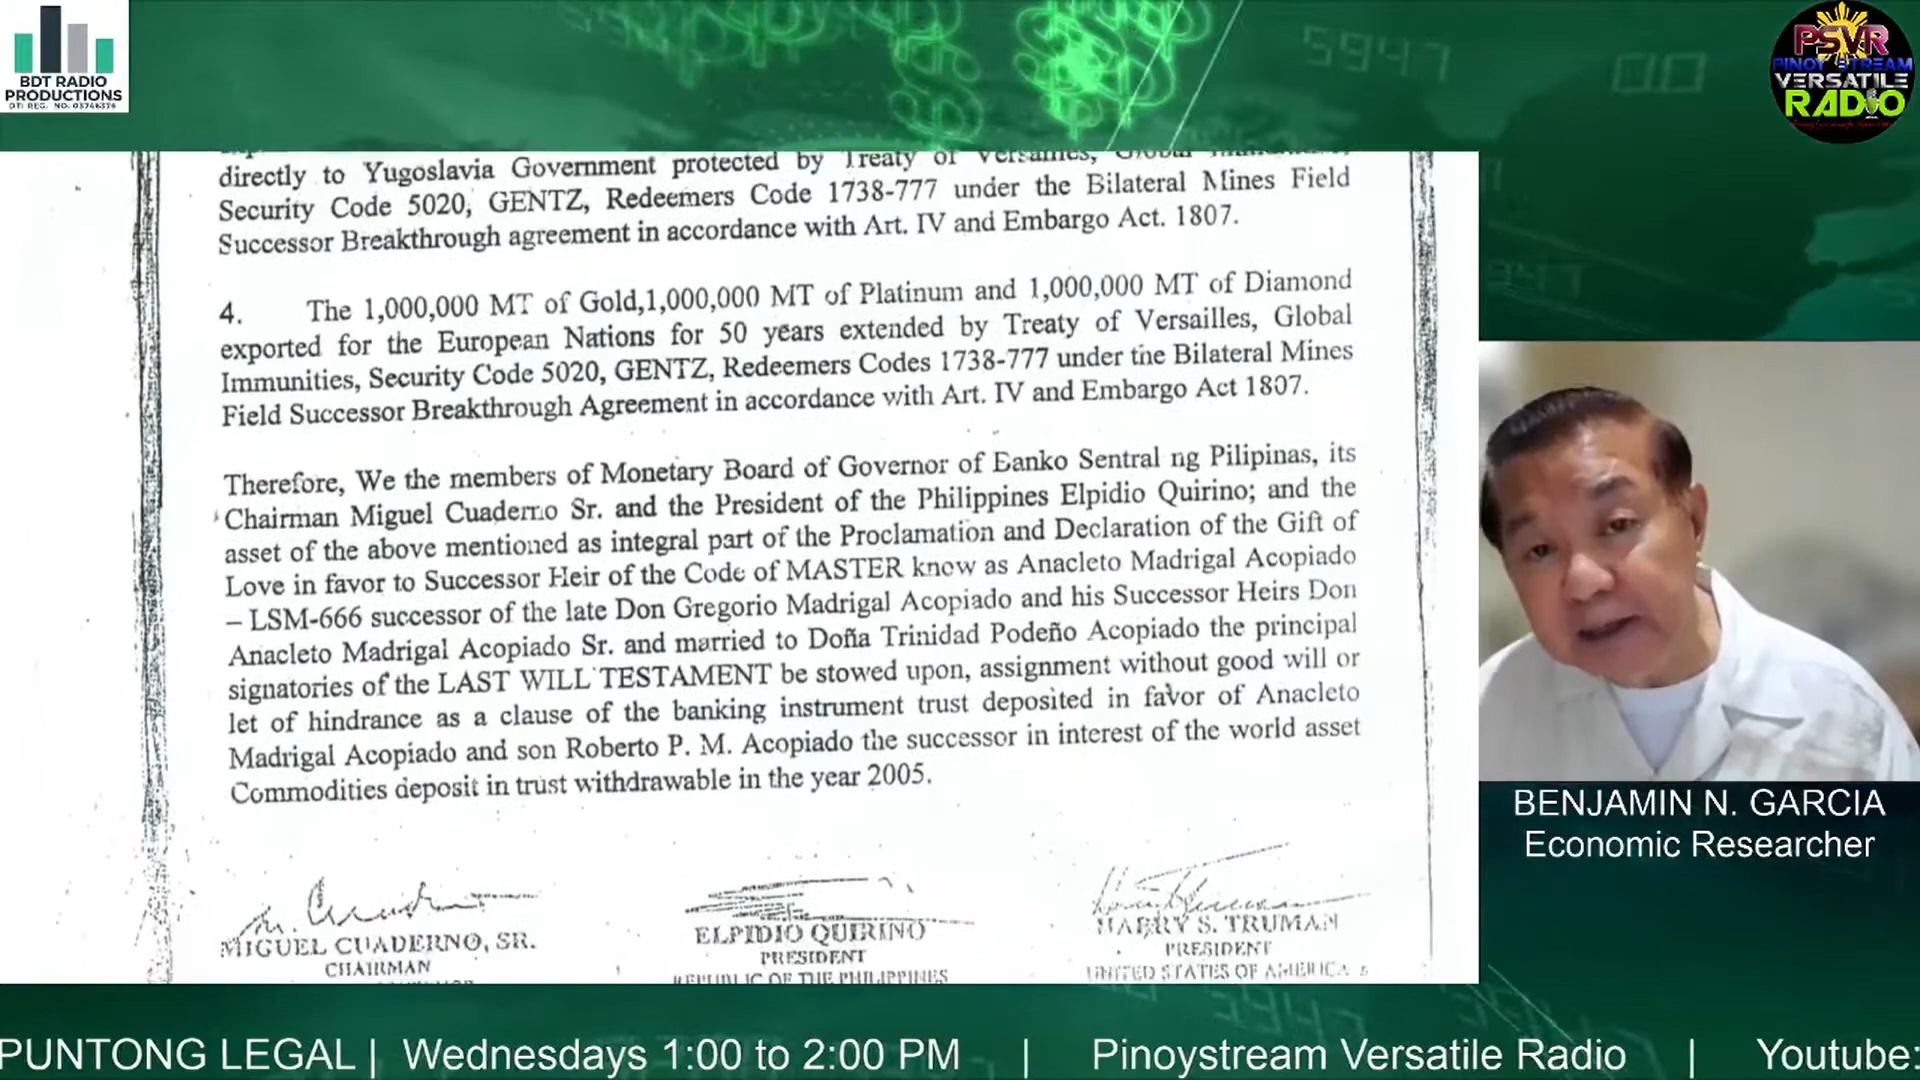 BDT RADIO
PRODUCTIONS
DTI REG. NO. 03746376
PSVR
PINOY STREAM
VERSATILE
RADIO
5947
00
directly to Yugoslavia Government protected by Treaty of Versailles, Global
Security Code 5020, GENTZ, Redeemers Code 1738-777 under the Bilateral Mines Field
Successor Breakthrough agreement in accordance with Art. IV and Embargo Act. 1807.
4. The 1,000,000 MT of Gold,1,000,000 MT of Platinum and 1,000,000 MT of Diamond
exported for the European Nations for 50 years extended by Treaty of Versailles, Global
Immunities, Security Code 5020, GENTZ, Redeemers Codes 1738-777 under the Bilateral Mines
Field Successor Breakthrough Agreement in accordance with Art. IV and Embargo Act 1807.
Therefore, We the members of Monetary Board of Governor of Banko Sentral ng Pilipinas, its
Chairman Miguel Cuaderno Sr. and the President of the Philippines Elpidio Quirino; and the
asset of the above mentioned as integral part of the Proclamation and Declaration of the Gift of
Love in favor to Successor Heir of the Code of MASTER know as Anacleto Madrigal Acopiado
– LSM-666 successor of the late Don Gregorio Madrigal Acopiado and his Successor Heirs Don
Anacleto Madrigal Acopiado Sr. and married to Doña Trinidad Podeño Acopiado the principal
signatories of the LAST WILL TESTAMENT be stowed upon, assignment without good will or
let of hindrance as a clause of the banking instrument trust deposited in favor of Anacleto
Madrigal Acopiado and son Roberto P. M. Acopiado the successor in interest of the world asset
Commodities deposit in trust withdrawable in the year 2005.
MIGUEL CUADERNO, SR.
CHAIRMAN
ELPIDIO QUIRINO
PRESIDENT
REPUBLIC OF THE PHILIPPINES
HARRY S. TRUMAN
PRESIDENT
UNITED STATES OF AMERICA
BENJAMIN N. GARCIA
Economic Researcher
PUNTONG LEGAL | Wednesdays 1:00 to 2:00 PM | Pinoystream Versatile Radio | Youtube: